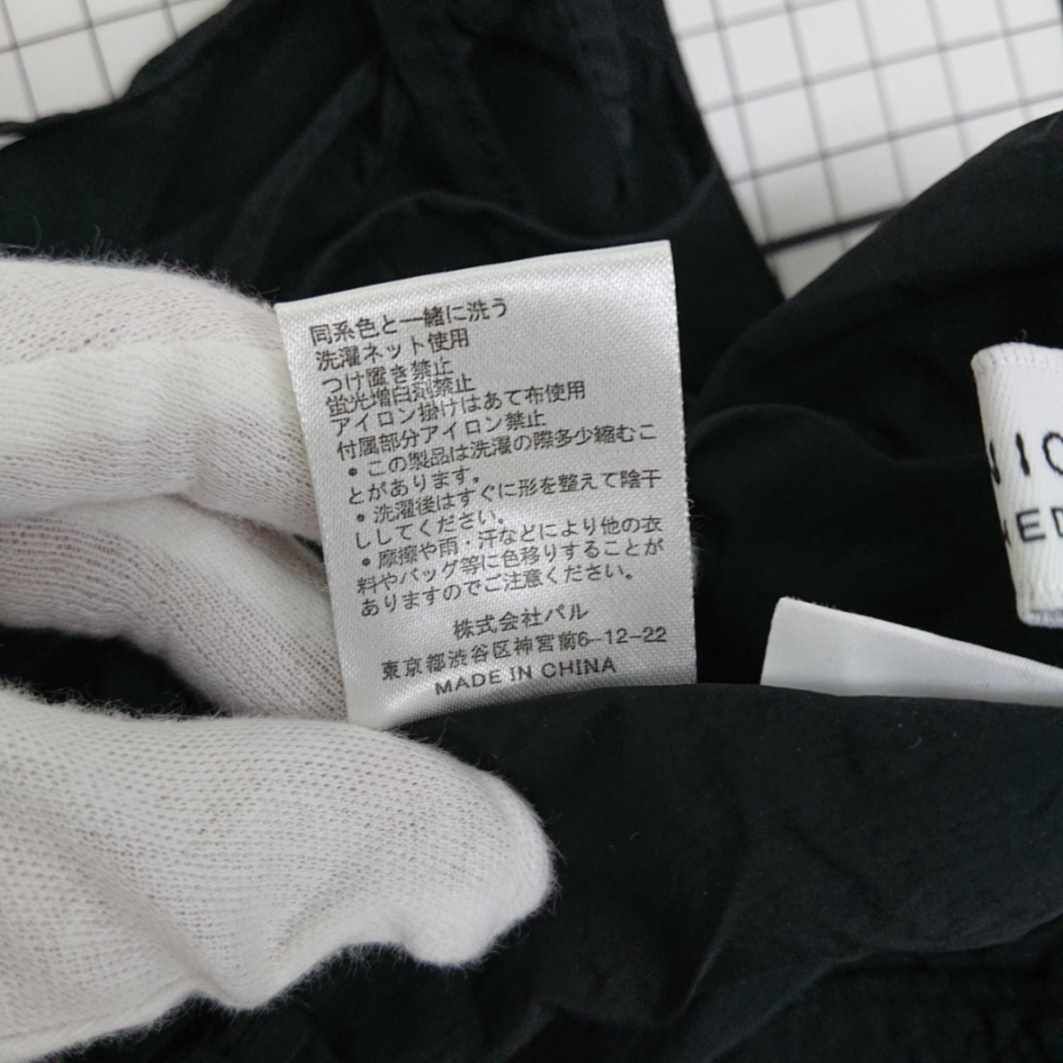 同系色と一緒に洗う
洗濯ネット使用
つけ置き禁止
蛍光増白剤禁止
アイロン掛けはあて布使用
付属部分アイロン禁止
• この製品は洗濯の際多少縮むこ
とがあります。
• 洗濯後はすぐに形を整えて陰干
ししてください。
• 摩擦や雨・汗などにより他の衣
料やバッグ等に色移りすることが
ありますのでご注意ください。
株式会社パル
東京都渋谷区神宮前6-12-22
MADE IN CHINA